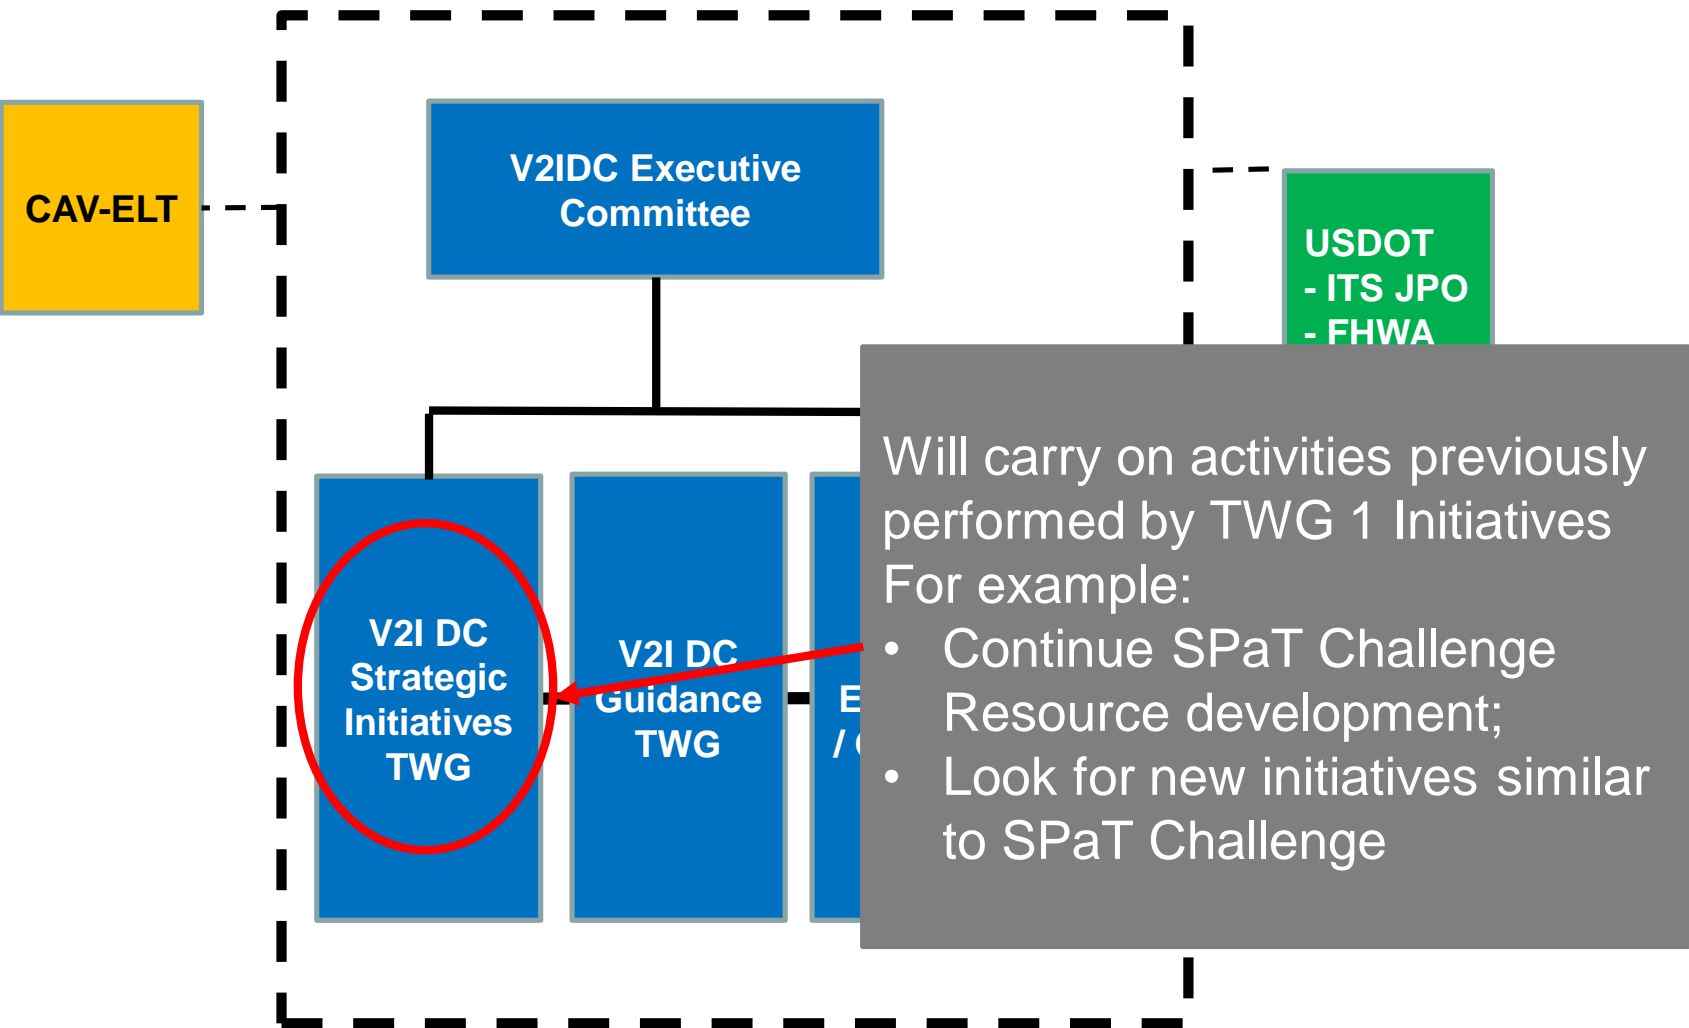 CAV-ELT
V2IDC Executive
Committee
USDOT
- ITS JPO
- FHWA
V2I DC
Strategic
Initiatives
TWG
V2I DC
Guidance
TWG
E
/
Will carry on activities previously
performed by TWG 1 Initiatives
For example:
• Continue SPaT Challenge
Resource development;
• Look for new initiatives similar
to SPaT Challenge